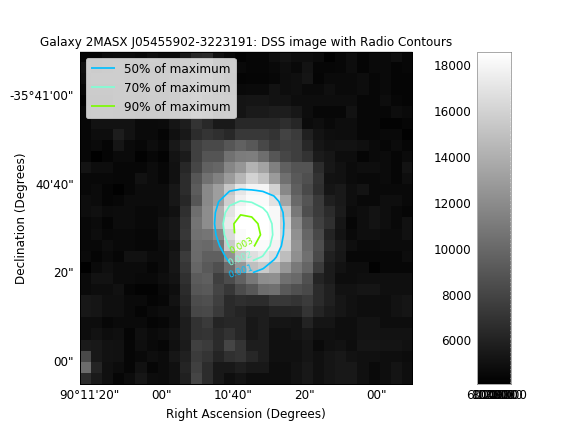 Galaxy 2MASX J05455902-3223191: DSS image with Radio Contours
50% of maximum
70% of maximum
90% of maximum
-35°41'00"
40'40"
20"
00"
Declination (Degrees)
0.003
90°11'20" 00" 10'40" 20" 00"
Right Ascension (Degrees)
18000
16000
14000
12000
10000
8000
6000